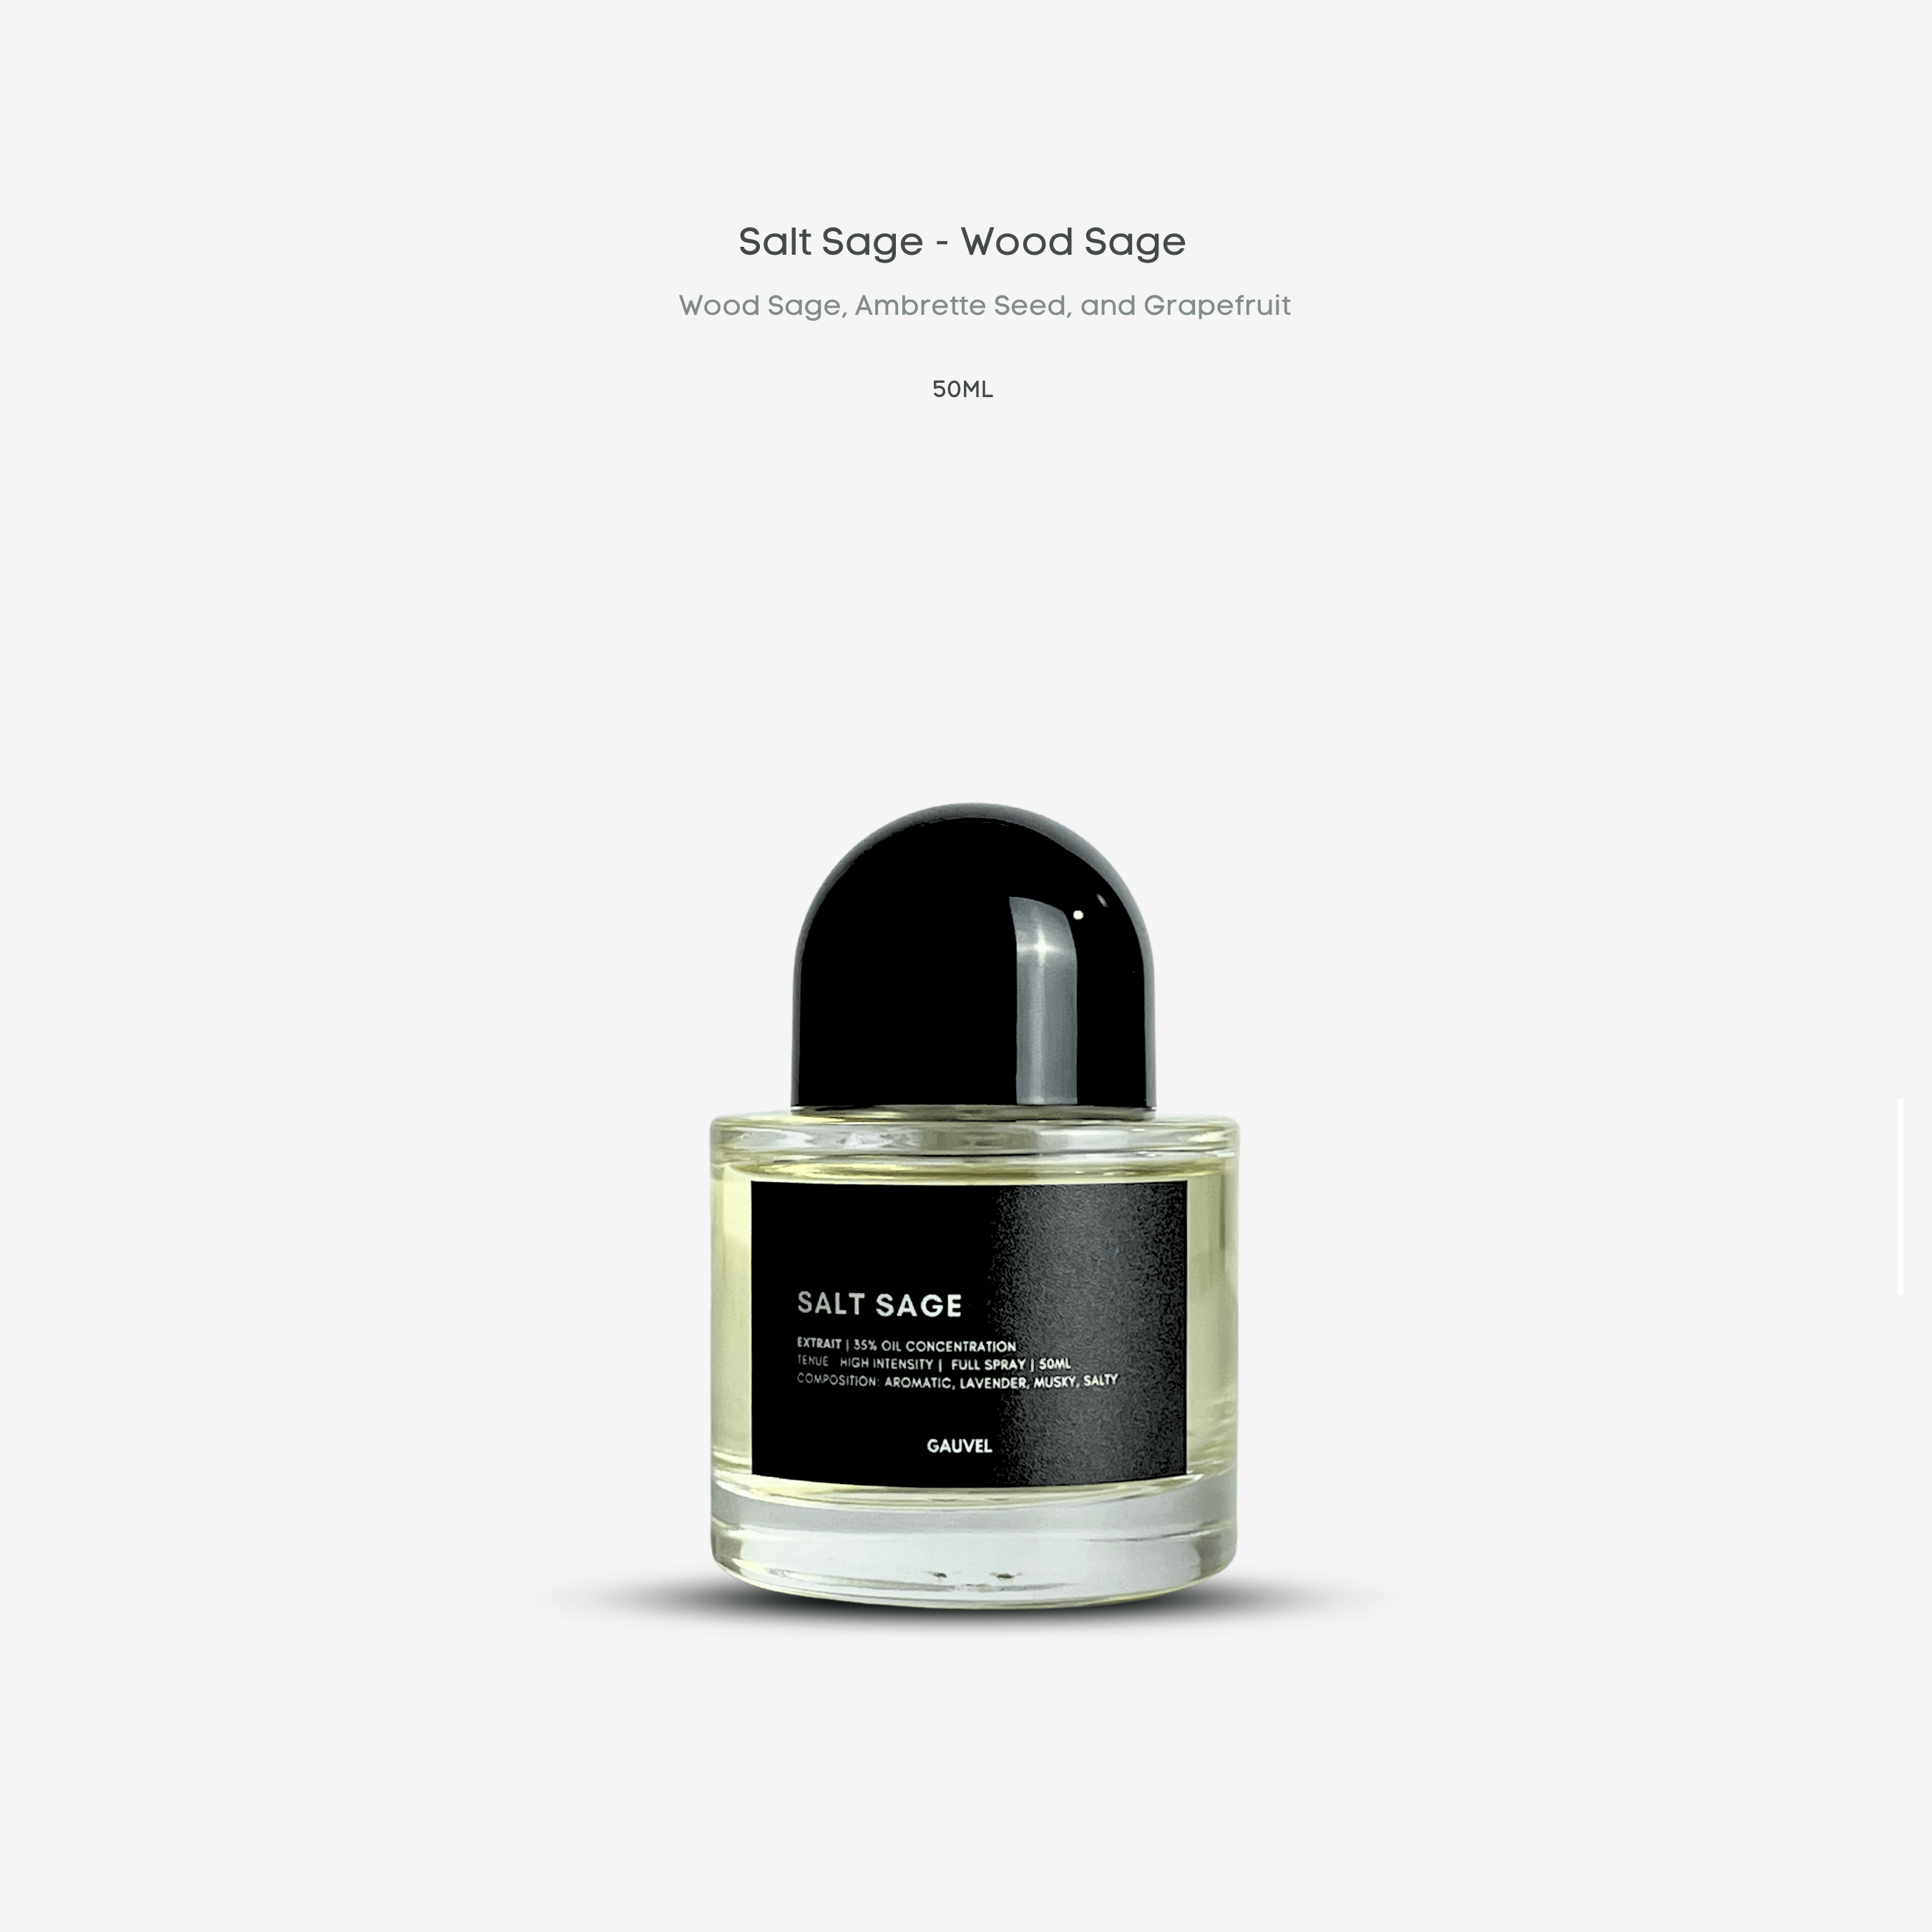 Salt Sage - Wood Sage
Wood Sage, Ambrette Seed, and Grapefruit
50ML
SALT SAGE
EXTRAIT | 35% OIL CONCENTRATION
TENUE HIGH INTENSITY | FULL SPRAY | 50ML
COMPOSITION: AROMATIC, LAVENDER, MUSKY, SALTY
GAUVEL